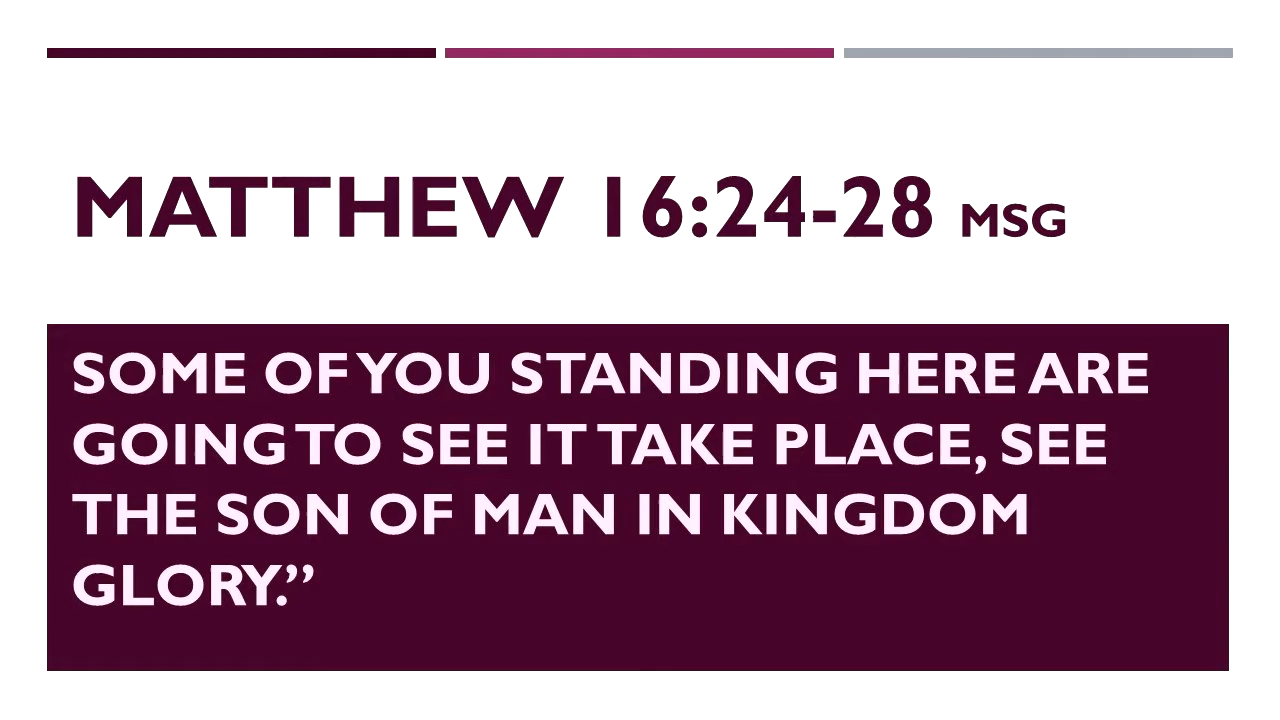 MATTHEW 16:24-28 MSG
SOME OF YOU STANDING HERE ARE
GOING TO SEE IT TAKE PLACE, SEE
THE SON OF MAN IN KINGDOM
GLORY.”